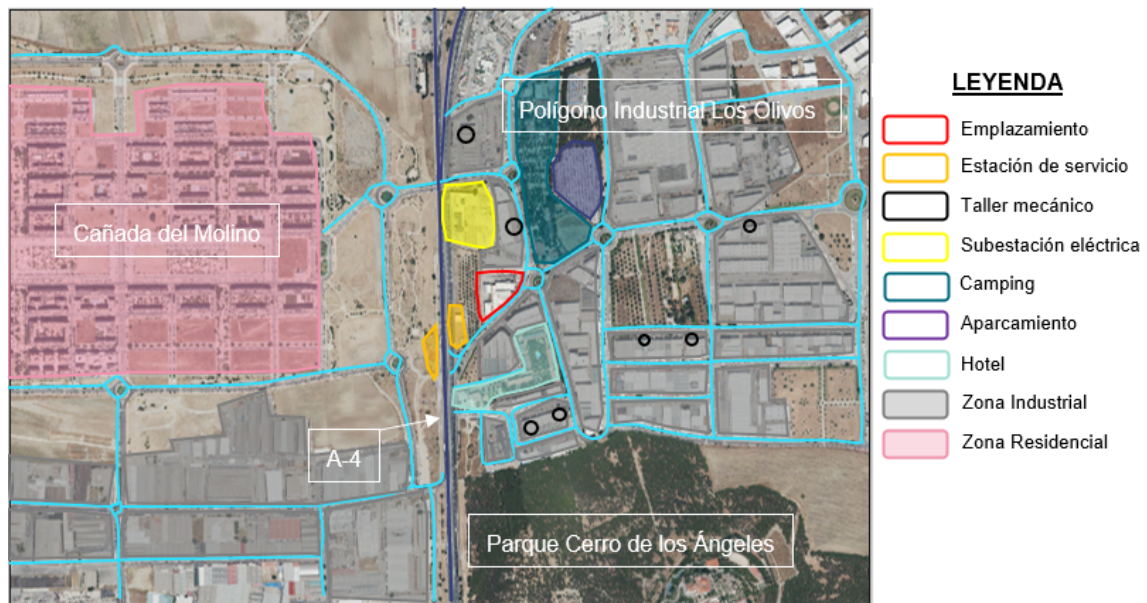 Polígono Industrial Los Olivos
Cañada del Molino
A-4
Parque Cerro de los Ángeles
LEYENDA
Emplazamiento
Estación de servicio
Taller mecánico
Subestación eléctrica
Camping
Aparcamiento
Hotel
Zona Industrial
Zona Residencial